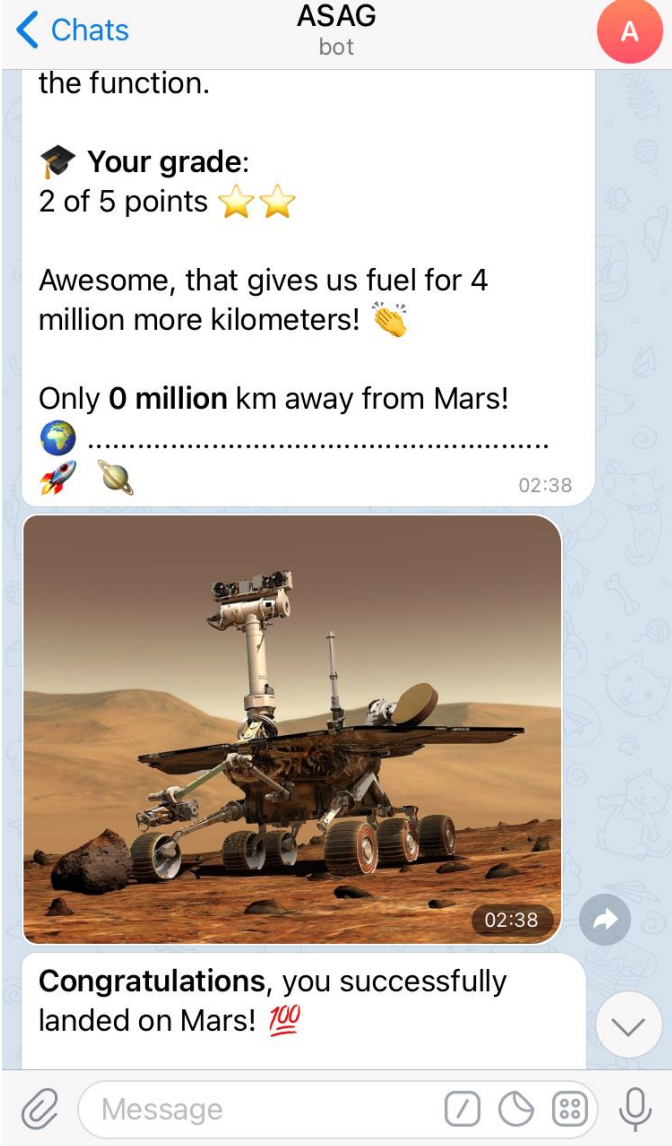 Chats
ASAG
bot
A
the function.
🎓 Your grade:
2 of 5 points ⭐⭐
Awesome, that gives us fuel for 4
million more kilometers! 👏
Only 0 million km away from Mars!
🌍 ........................................................
🚀 🪐
02:38
02:38
Congratulations, you successfully
landed on Mars! 💯
Message